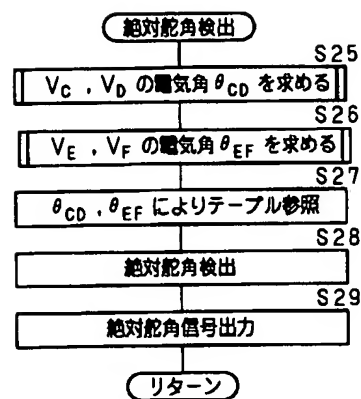 絶対舵角検出
S25
V_C , V_D の電気角 θ_CD を求める
S26
V_E , V_F の電気角 θ_EF を求める
S27
θ_CD , θ_EF によりテーブル参照
S28
絶対舵角検出
S29
絶対舵角信号出力
リターン